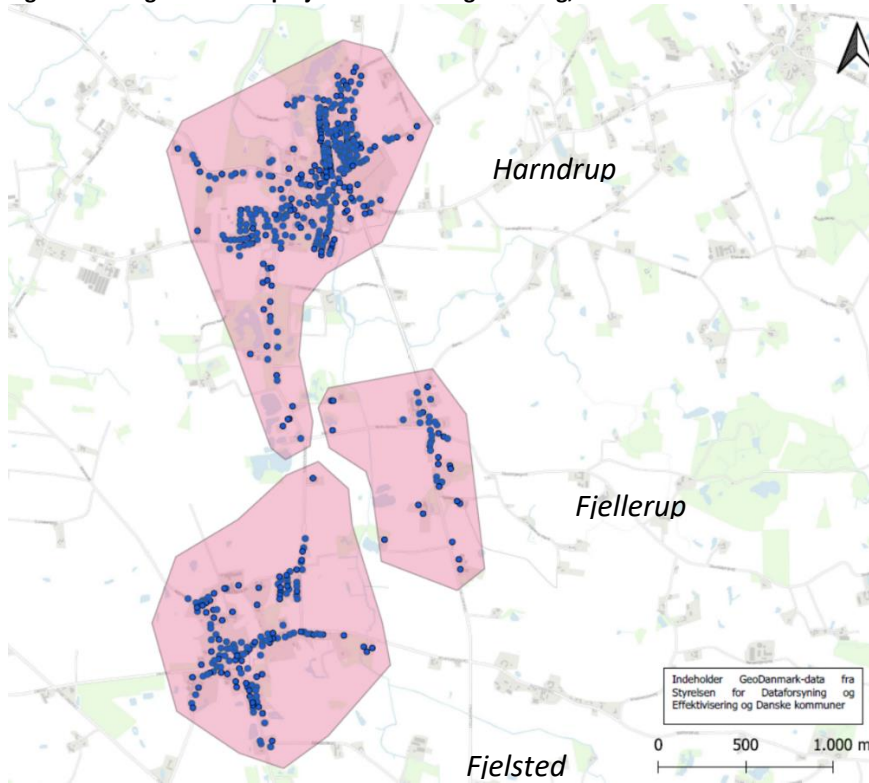 Harndrup
Fjellerup
Indeholder GeoDanmark-data fra
Styrelsen for Dataforsyning og
Effektivisering og Danske kommuner
0 500 1.000 m
Fjelsted